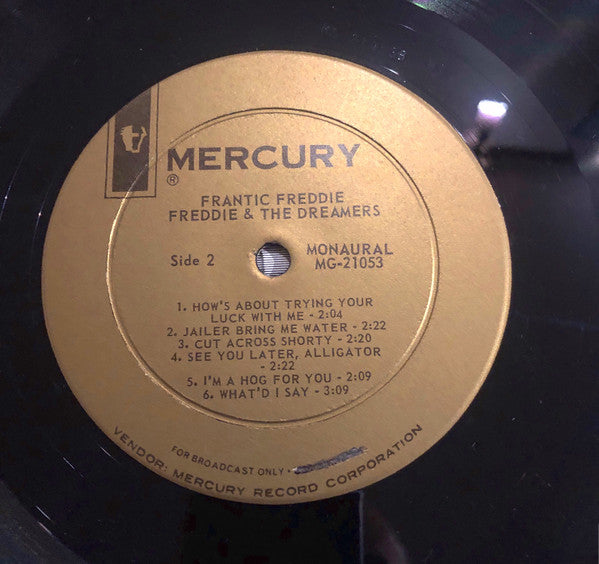 MERCURY
®
FRANTIC FREDDIE
FREDDIE & THE DREAMERS
Side 2
MONAURAL
MG-21053
1. HOW'S ABOUT TRYING YOUR
LUCK WITH ME - 2:04
2. JAILER BRING ME WATER - 2:22
3. CUT ACROSS SHORTY - 2:20
4. SEE YOU LATER, ALLIGATOR
- 2:22
5. I'M A HOG FOR YOU - 2:09
6. WHAT'D I SAY - 3:09
FOR BROADCAST ONLY -
VENDOR: MERCURY RECORD CORPORATION